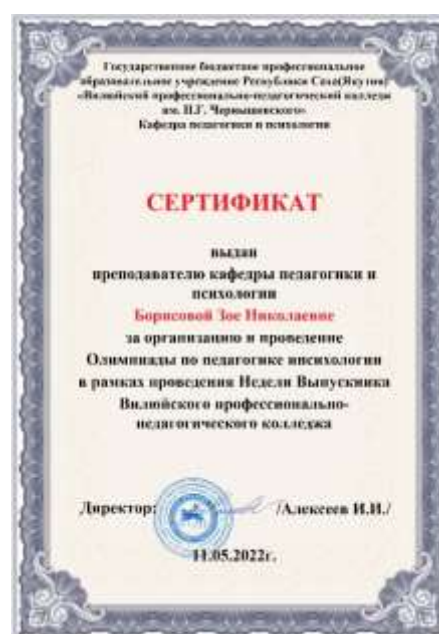 Государственное бюджетное профессиональное
образовательное учреждение Республики Саха(Якутия)
«Вилюйский профессионально-педагогический колледж
им. Н.Г. Чернышевского»
Кафедра педагогики и психологии
СЕРТИФИКАТ
выдан
преподавателю кафедры педагогики и
психологии
Борисовой Зое Николаевне
за организацию и проведение
Олимпиады по педагогике ипсихологии
в рамках проведения Недели Выпускника
Вилюйского профессионально-
педагогического колледжа
Директор: /Алексеев И.И./
11.05.2022г.